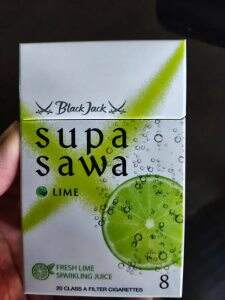 Black Jack
supa
sawa
LIME
FRESH LIME
SPARKLING JUICE
20 CLASS A FILTER CIGARETTES
8